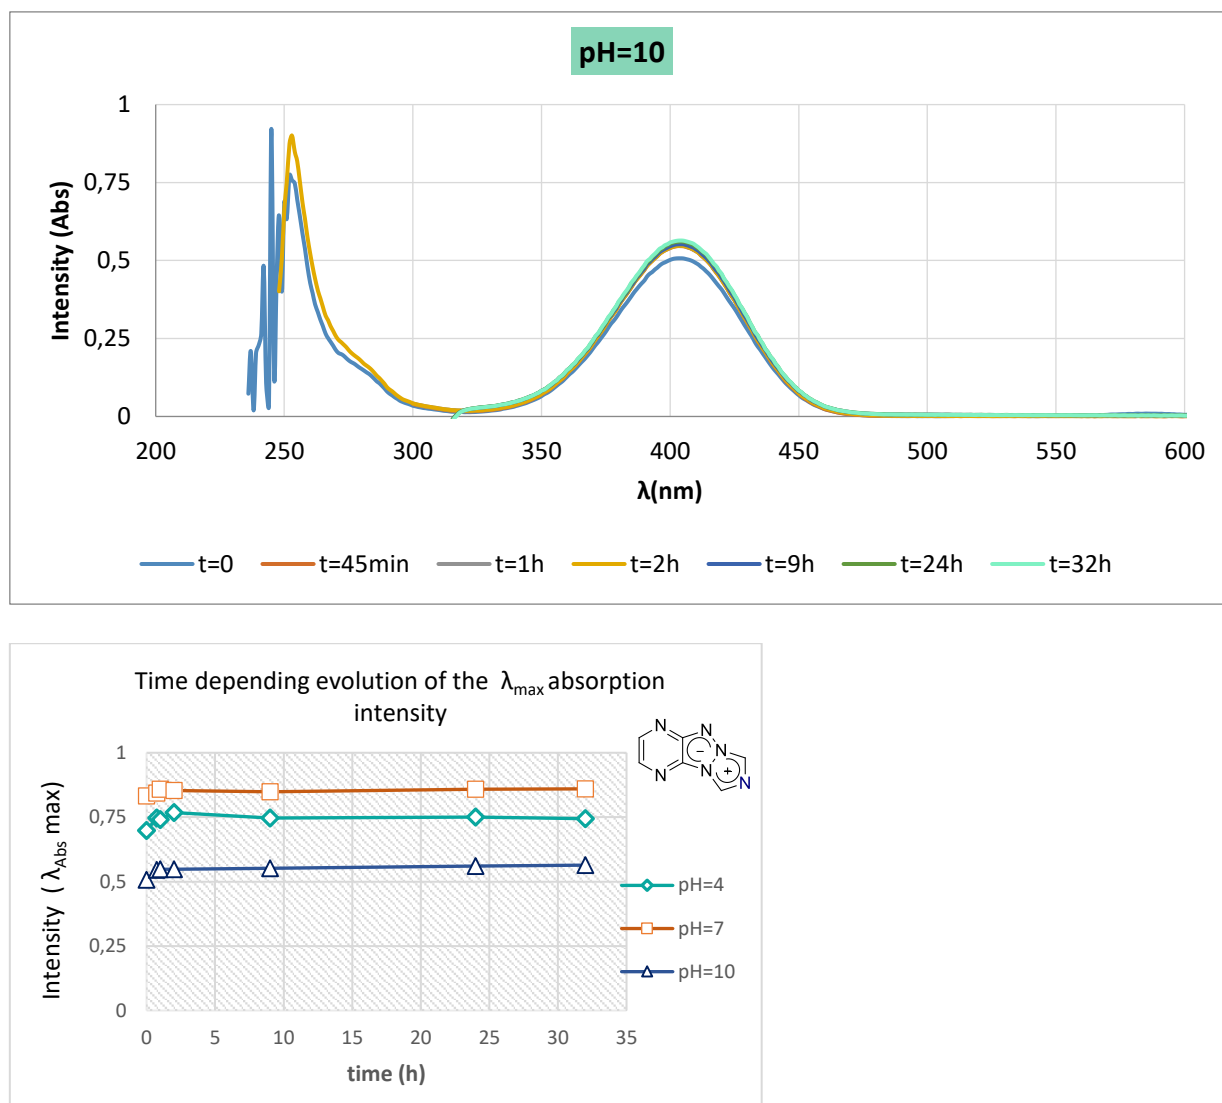 pH=10
1
0,75
0,5
0,25
0
Intensity (Abs)
200 250 300 350 400 450 500 550 600
λ(nm)
t=0 t=45min t=1h t=2h t=9h t=24h t=32h
Time depending evolution of the λmax absorption
intensity
N
N
N
N
N
N
−
+
1
0,75
0,5
0,25
0
Intensity ( λAbs max)
pH=4
pH=7
pH=10
0 5 10 15 20 25 30 35
time (h)